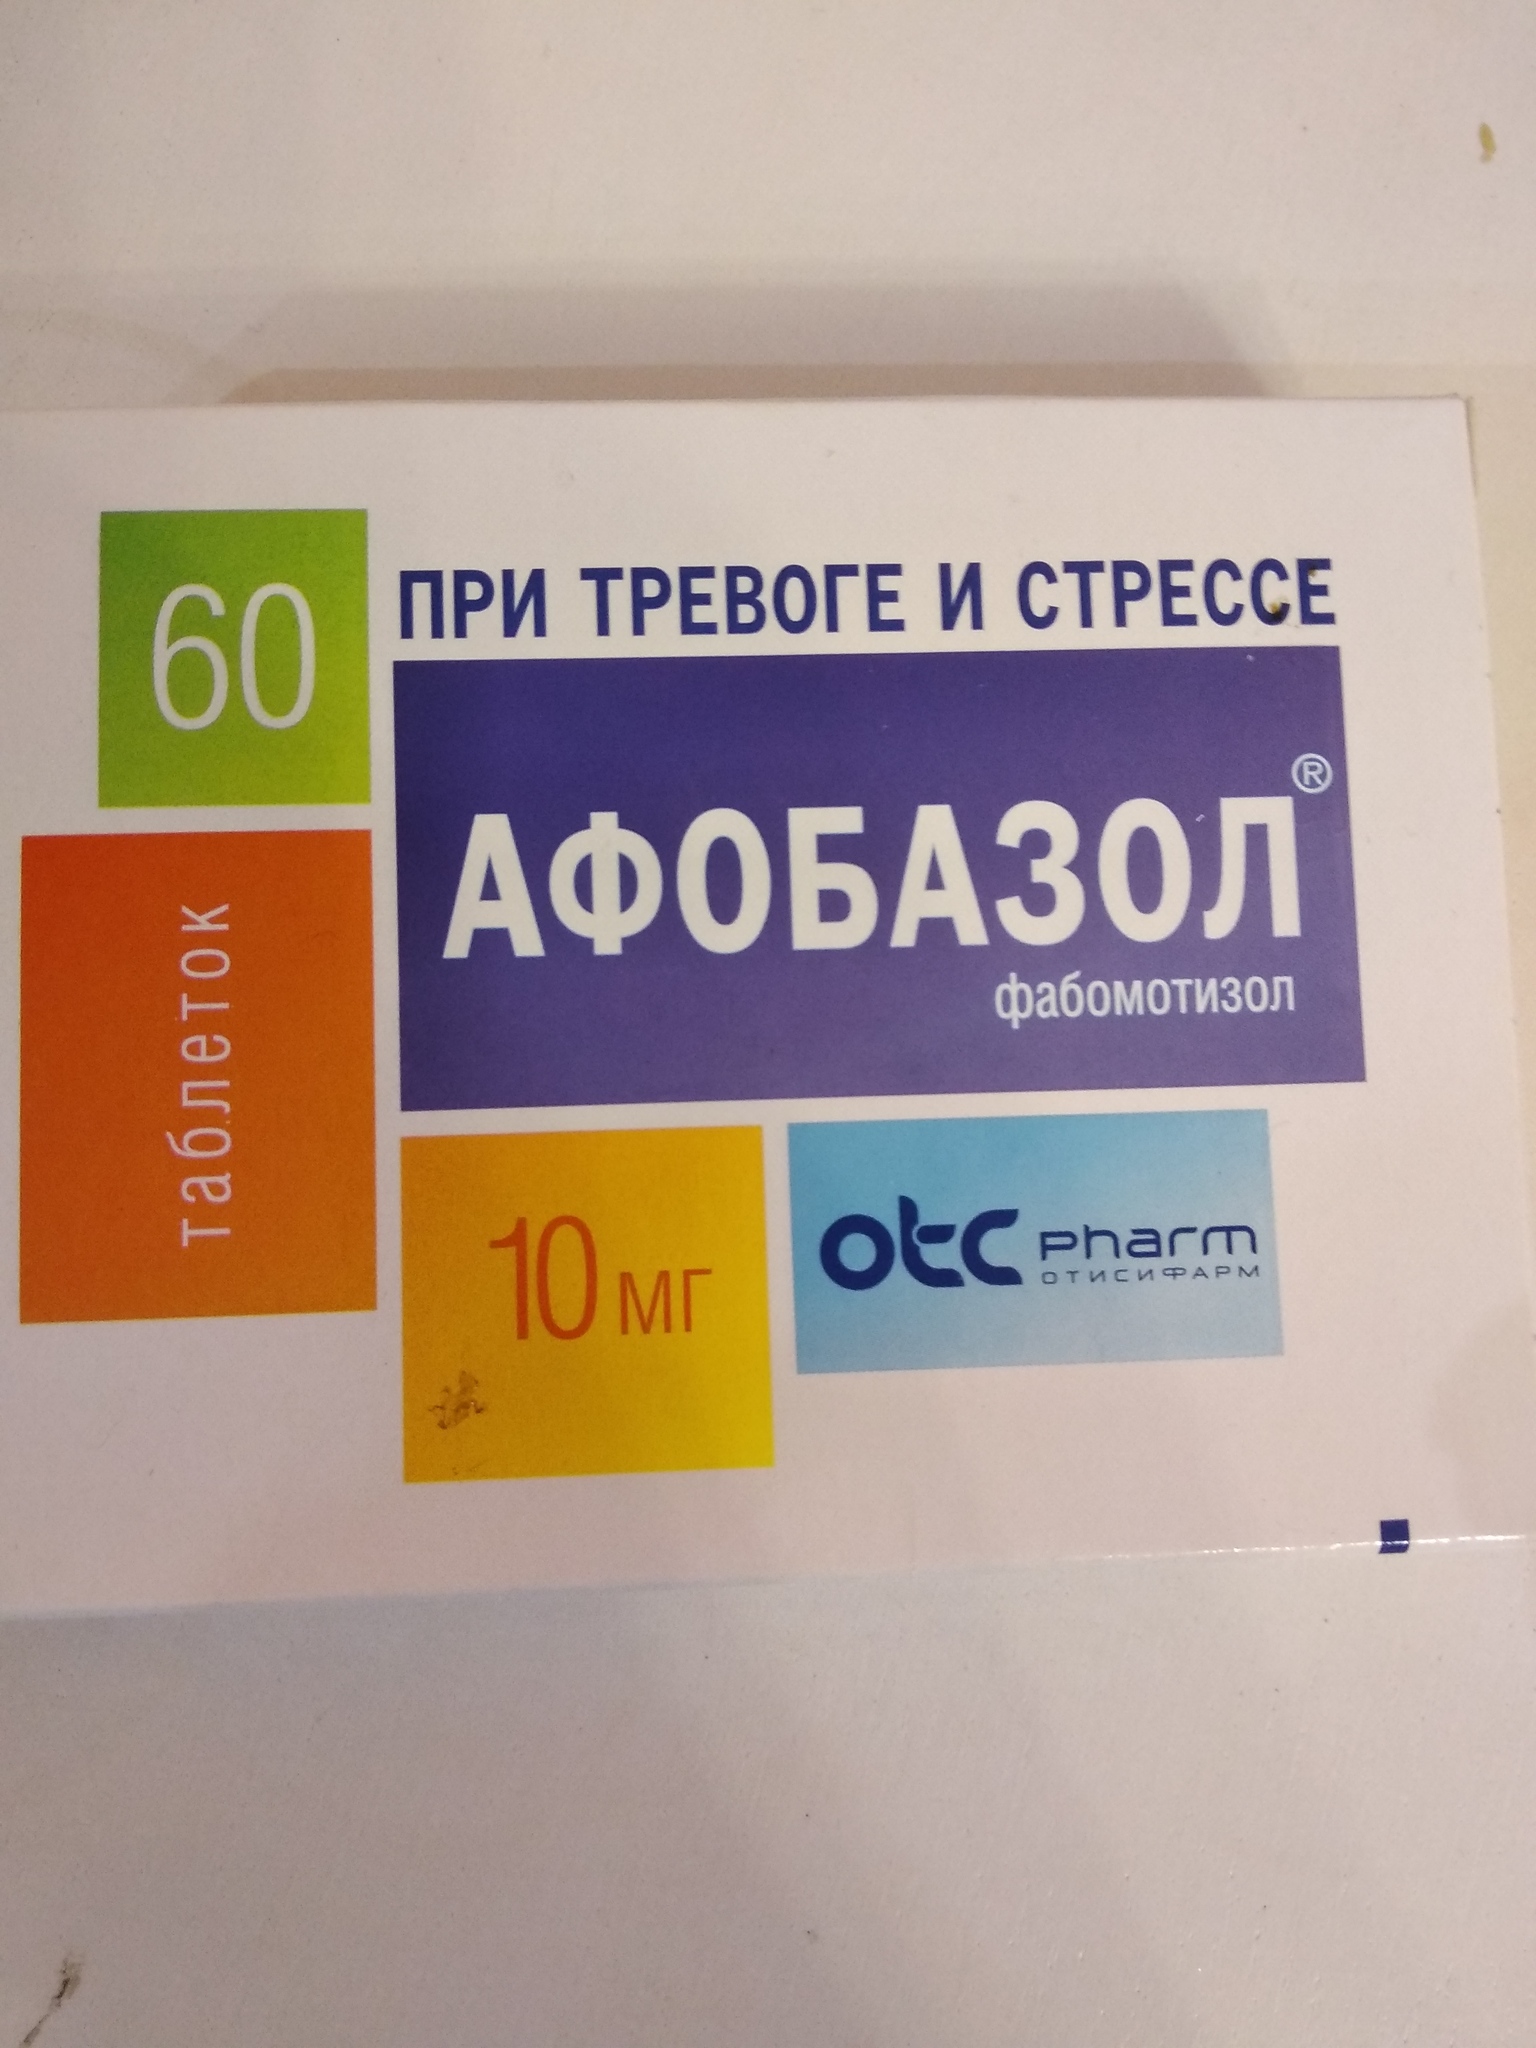 60
ПРИ ТРЕВОГЕ И СТРЕССЕ
АФОБАЗОЛ®
фабомотизол
таблеток
10 мг
otc pharm
ОТИСИФАРМ